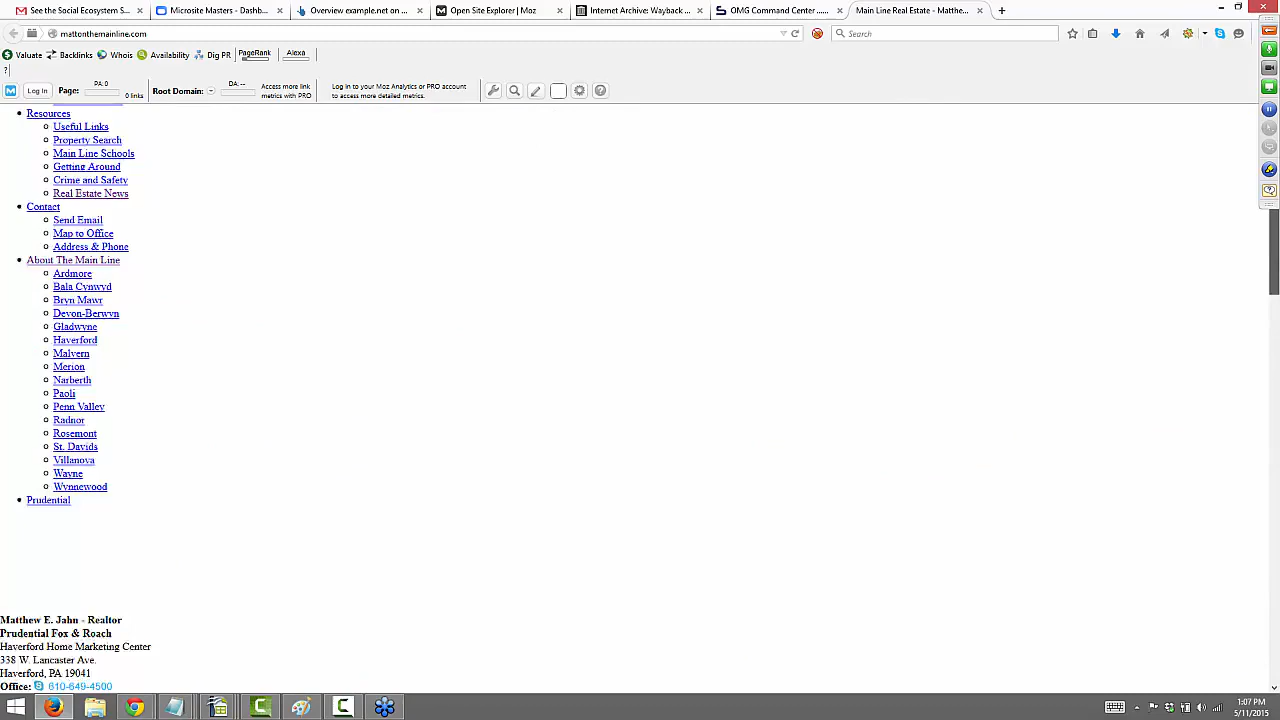 See the Social Ecosystem S...
Microsite Masters - Dashb...
Overview example.net on ...
Open Site Explorer | Moz
Internet Archive: Wayback ...
OMG Command Center ...
Main Line Real Estate - Matthe...
mattonthemainline.com
Search
Valuate
Backlinks
Whois
Availability
Dig PR
PageRank
Alexa
?
Log In
Page:
PA: 0
0 links
Root Domain:
DA: --
Access more link
metrics with PRO
Log in to your Moz Analytics or PRO account
to access more detailed metrics.
Resources
Useful Links
Property Search
Main Line Schools
Getting Around
Crime and Safety
Real Estate News
Contact
Send Email
Map to Office
Address & Phone
About The Main Line
Ardmore
Bala Cynwyd
Bryn Mawr
Devon-Berwyn
Gladwyne
Haverford
Malvern
Merion
Narberth
Paoli
Penn Valley
Radnor
Rosemont
St. Davids
Villanova
Wayne
Wynnewood
Prudential
Matthew E. Jahn - Realtor
Prudential Fox & Roach
Haverford Home Marketing Center
338 W. Lancaster Ave.
Haverford, PA 19041
Office: 610-649-4500
1:07 PM
5/11/2015